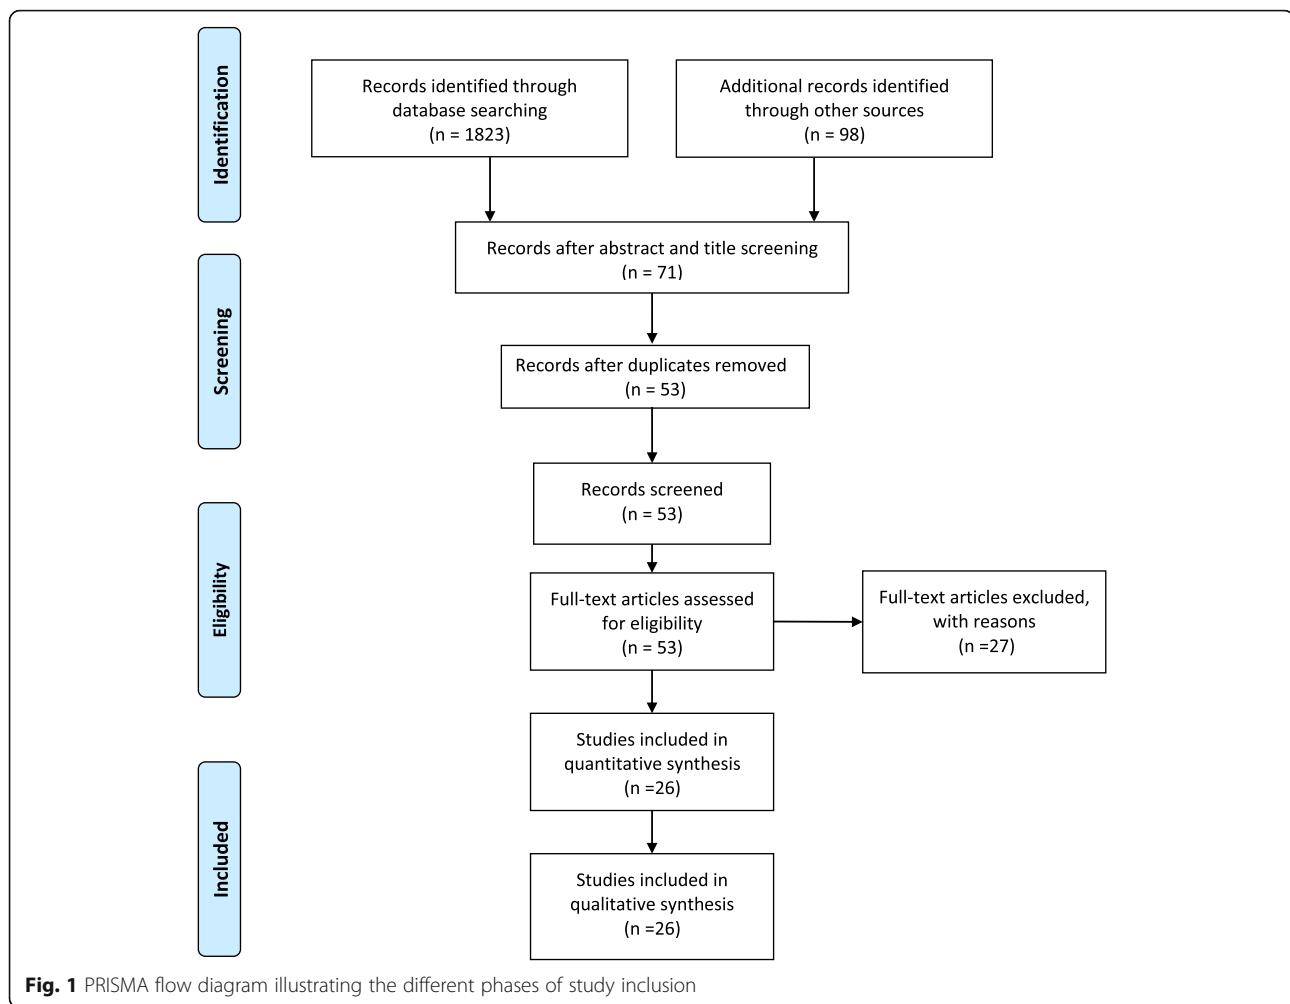 Identification
Records identified through
database searching
(n = 1823)
Additional records identified
through other sources
(n = 98)
Records after abstract and title screening
(n = 71)
Screening
Records after duplicates removed
(n = 53)
Records screened
(n = 53)
Eligibility
Full-text articles assessed
for eligibility
(n = 53)
Full-text articles excluded,
with reasons
(n =27)
Studies included in
quantitative synthesis
(n =26)
Included
Studies included in
qualitative synthesis
(n =26)
Fig. 1 PRISMA flow diagram illustrating the different phases of study inclusion